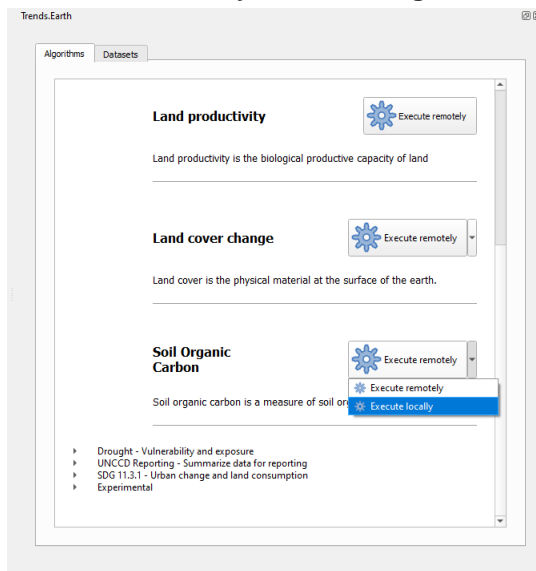 Trends.Earth
Algorithms Datasets
Land productivity Execute remotely
Land productivity is the biological productive capacity of land
Land cover change Execute remotely
Land cover is the physical material at the surface of the earth.
Soil Organic
Carbon Execute remotely
Execute remotely
Soil organic carbon is a measure of soil
Execute locally
Drought - Vulnerability and exposure
UNCCD Reporting - Summarize data for reporting
SDG 11.3.1 - Urban change and land consumption
Experimental